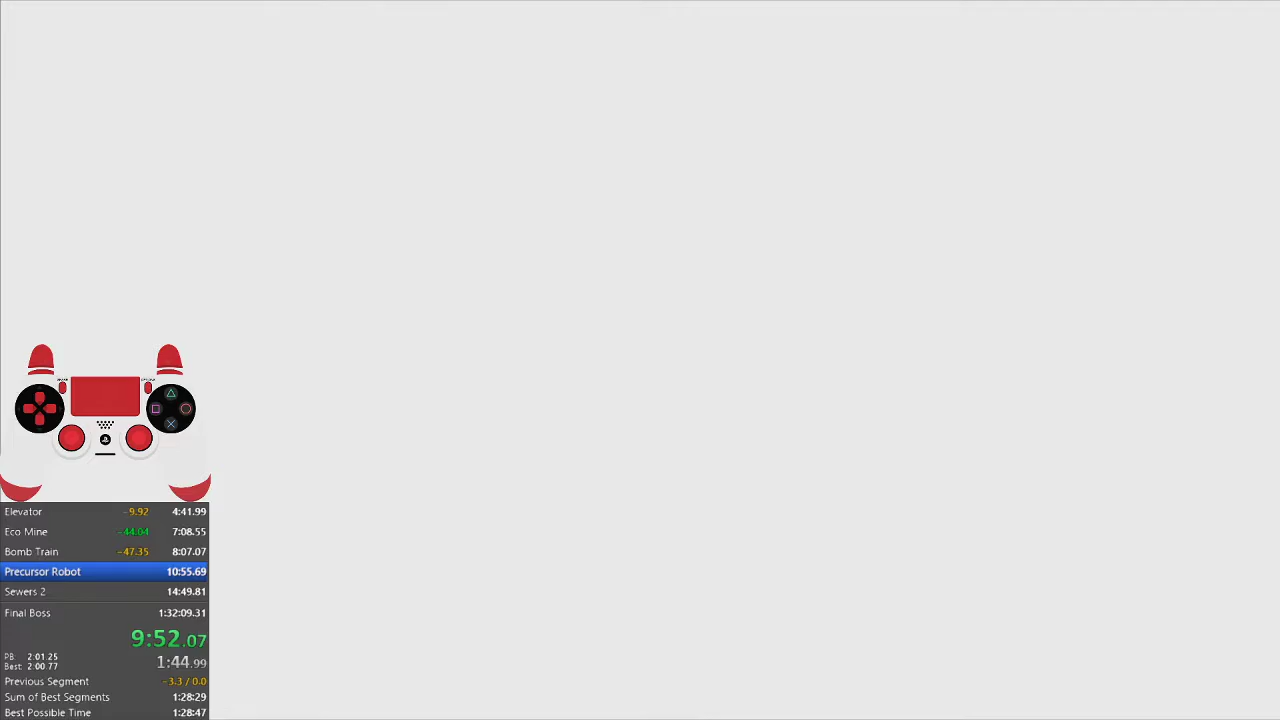 Elevator -9.92 4:41.99
Eco Mine -44.04 7:08.55
Bomb Train -47.35 8:07.07
Precursor Robot 10:55.69
Sewers 2 14:49.81
Final Boss 1:32:09.31
9:52.07
PB: 2:01.25
Best: 2:00.77
1:44.99
Previous Segment -3.3 / 0.0
Sum of Best Segments 1:28:29
Best Possible Time 1:28:47